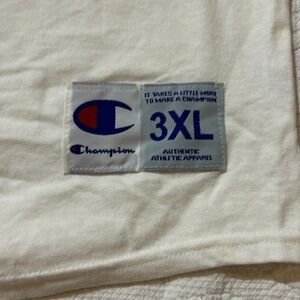 IT TAKES A LITTLE MORE
TO MAKE A CHAMPION
3XL
Champion
AUTHENTIC
ATHLETIC APPAREL